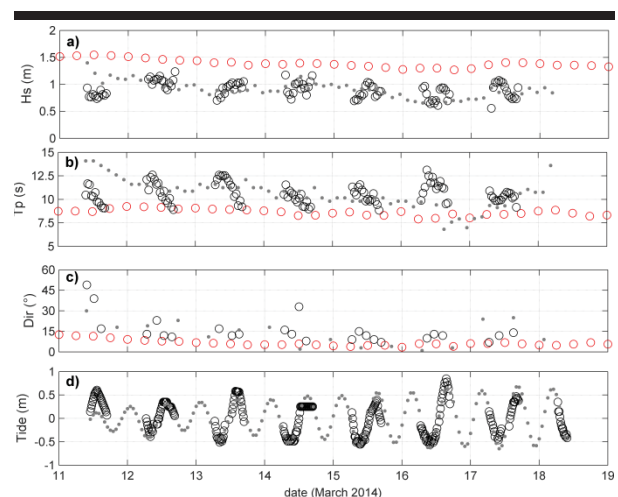 2
a)
1.5
1
0.5
0
Hs (m)
15
b)
12.5
10
7.5
5
Tp (s)
60
c)
45
30
15
0
Dir (°)
1
d)
0.5
0
-0.5
-1
Tide (m)
11 12 13 14 15 16 17 18 19
date (March 2014)